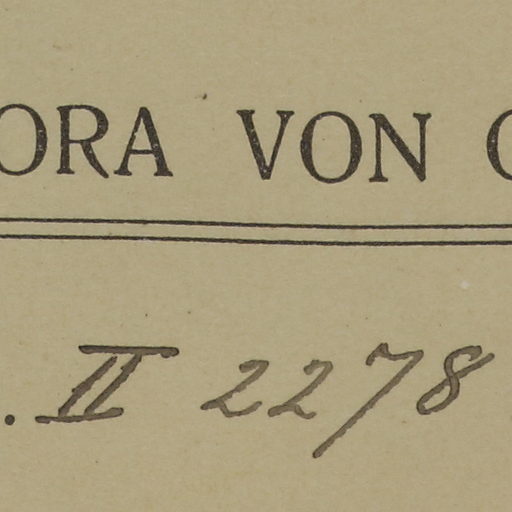 ORA VON
. II 2278